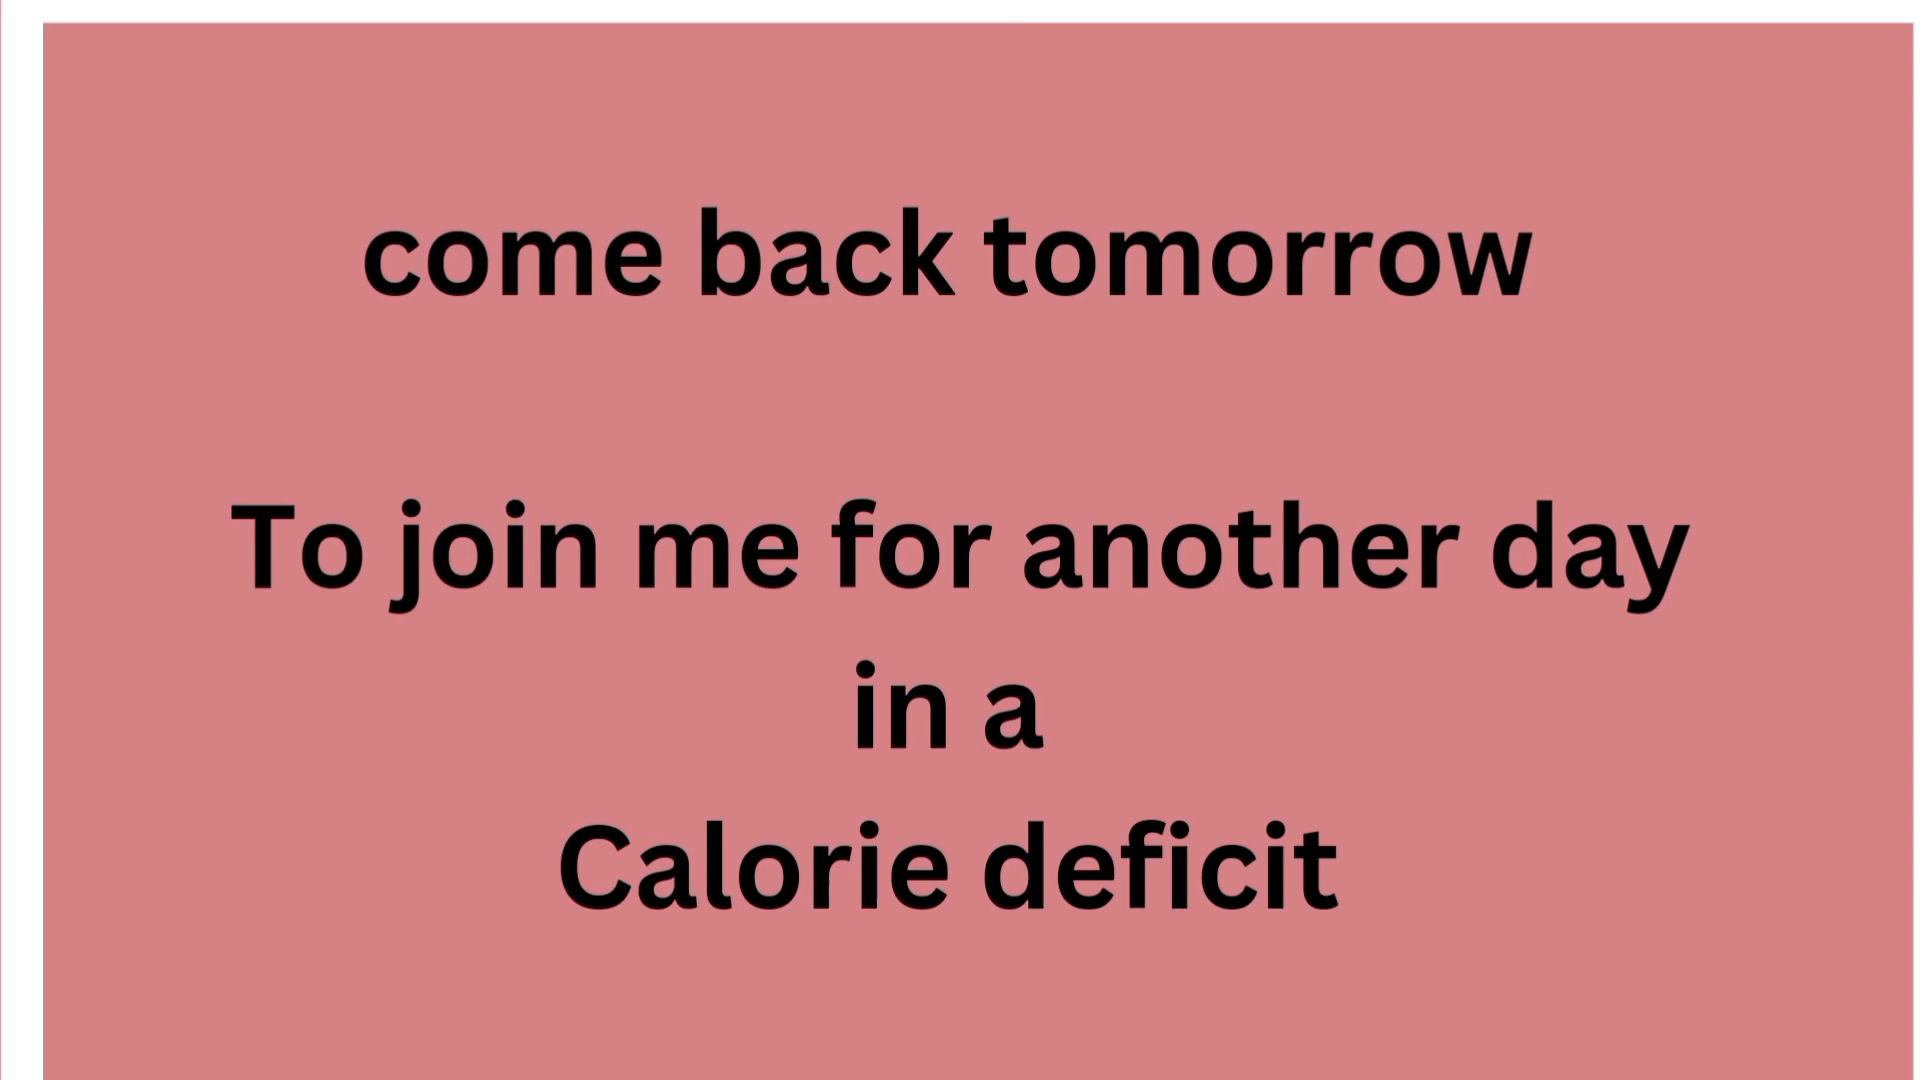 come back tomorrow
To join me for another day
in a
Calorie deficit